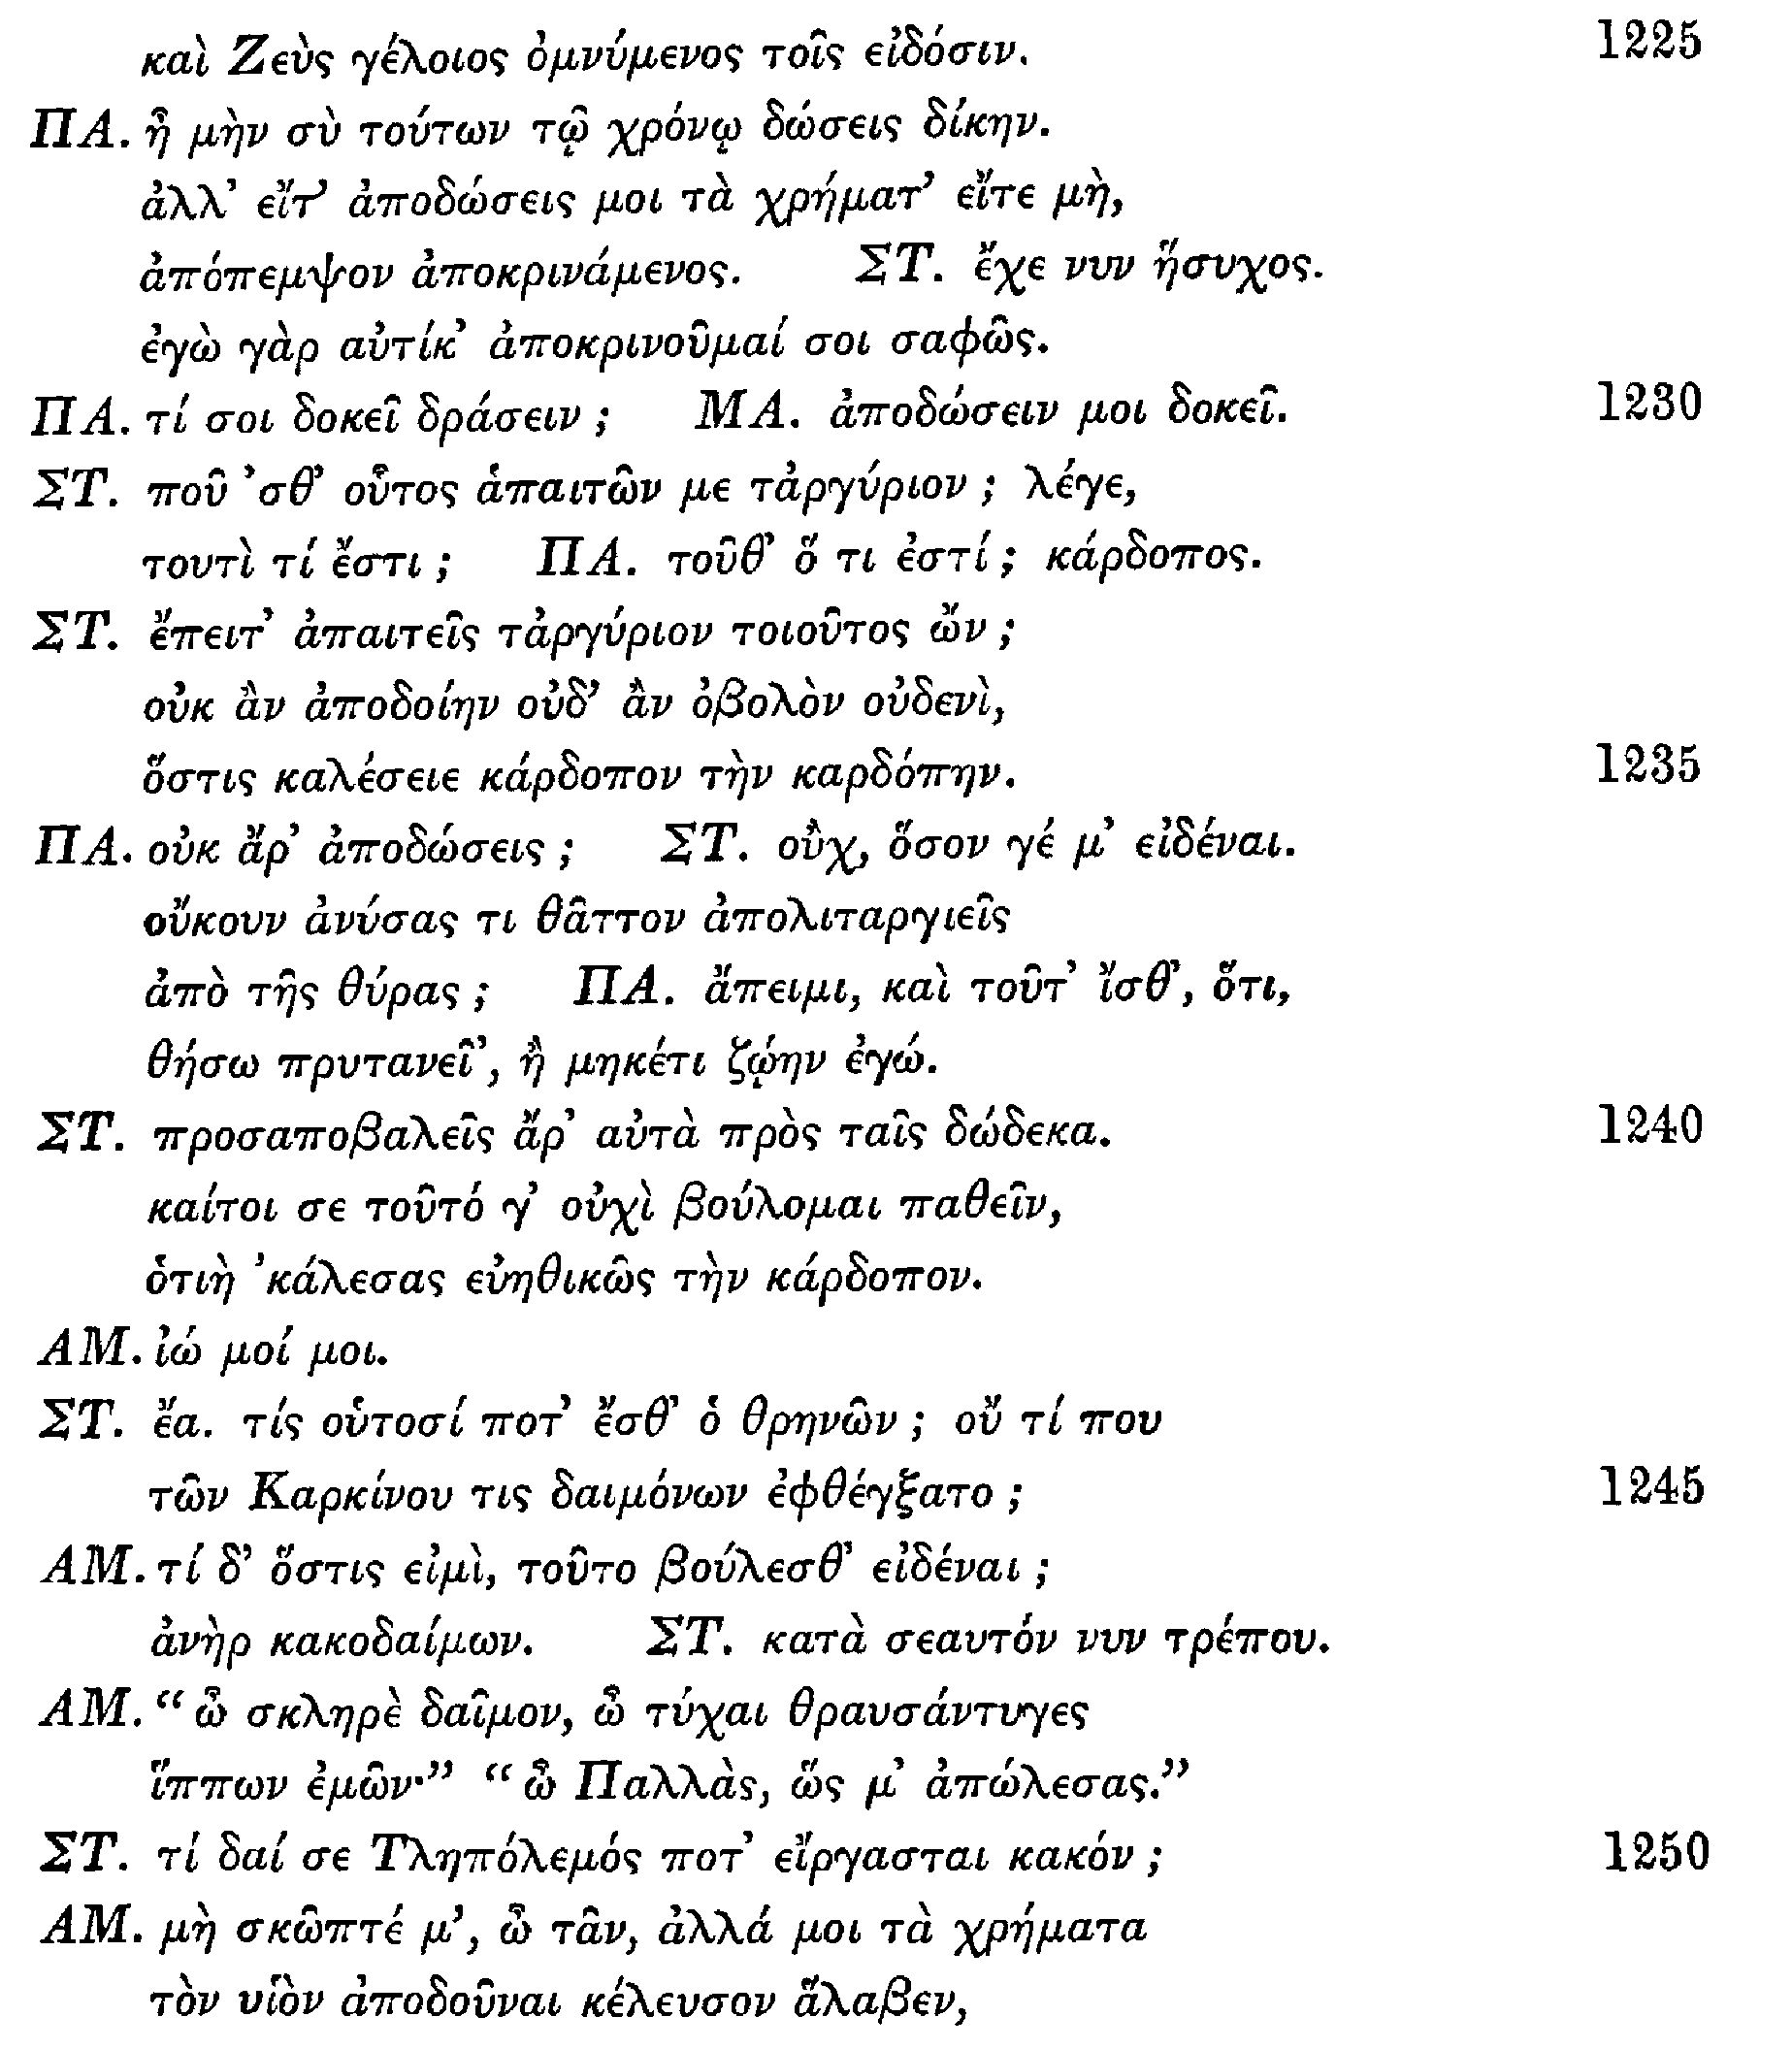 καὶ Ζεὺς γέλοιος ὀμνύμενος τοῖς εἰδόσιν. 1225
ΠΑ. ἦ μὴν σὺ τούτων τῷ χρόνῳ δώσεις δίκην.
ἀλλ’ εἴτ’ ἀποδώσεις μοι τὰ χρήματ’ εἴτε μὴ,
ἀπόπεμψον ἀποκρινάμενος. ΣΤ. ἔχε νυν ἥσυχος.
ἐγὼ γὰρ αὐτίκ’ ἀποκρινοῦμαί σοι σαφῶς.
ΠΑ. τί σοι δοκεῖ δράσειν ; ΜΑ. ἀποδώσειν μοι δοκεῖ. 1230
ΣΤ. ποῦ ’σθ’ οὗτος ἁπαιτῶν με τἀργύριον ; λέγε,
τουτὶ τί ἔστι ; ΠΑ. τοῦθ’ ὅ τι ἐστί ; κάρδοπος.
ΣΤ. ἔπειτ’ ἀπαιτεῖς τἀργύριον τοιοῦτος ὤν ;
οὐκ ἂν ἀποδοίην οὐδ’ ἂν ὀβολὸν οὐδενὶ,
ὅστις καλέσειε κάρδοπον τὴν καρδόπην. 1235
ΠΑ. οὐκ ἄρ’ ἀποδώσεις ; ΣΤ. οὔχ, ὅσον γέ μ’ εἰδέναι.
οὔκουν ἀνύσας τι θᾶττον ἀπολιταργιεῖς
ἀπὸ τῆς θύρας ; ΠΑ. ἄπειμι, καὶ τοῦτ’ ἴσθ’, ὅτι,
θήσω πρυτανεῖ’, ἢ μηκέτι ζῴην ἐγώ.
ΣΤ. προσαποβαλεῖς ἄρ’ αὐτὰ πρὸς ταῖς δώδεκα. 1240
καίτοι σε τοῦτό γ’ οὐχὶ βούλομαι παθεῖν,
ὁτιὴ ’κάλεσας εὐηθικῶς τὴν κάρδοπον.
ΑΜ. ἰώ μοί μοι.
ΣΤ. ἔα. τίς οὑτοσί ποτ’ ἔσθ’ ὁ θρηνῶν ; οὔ τί που
τῶν Καρκίνου τις δαιμόνων ἐφθέγξατο ; 1245
ΑΜ. τί δ’ ὅστις εἰμὶ, τοῦτο βούλεσθ’ εἰδέναι ;
ἀνὴρ κακοδαίμων. ΣΤ. κατὰ σεαυτόν νυν τρέπου.
ΑΜ. “ ὦ σκληρὲ δαῖμον, ὦ τύχαι θραυσάντυγες
ἵππων ἐμῶν·” “ ὦ Παλλὰς, ὥς μ’ ἀπώλεσας.”
ΣΤ. τί δαί σε Τληπόλεμός ποτ’ εἴργασται κακόν ; 1250
ΑΜ. μὴ σκῶπτέ μ’, ὦ τᾶν, ἀλλά μοι τὰ χρήματα
τὸν υἱὸν ἀποδοῦναι κέλευσον ἅλαβεν,